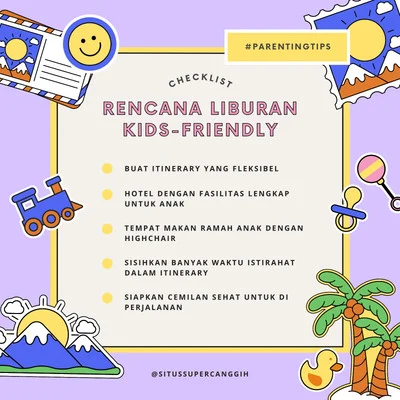 #PARENTINGTIPS
CHECKLIST
RENCANA LIBURAN
KIDS-FRIENDLY
BUAT ITINERARY YANG FLEKSIBEL
HOTEL DENGAN FASILITAS LENGKAP
UNTUK ANAK
TEMPAT MAKAN RAMAH ANAK DENGAN
HIGHCHAIR
SISIHKAN BANYAK WAKTU ISTIRAHAT
DALAM ITINERARY
SIAPKAN CEMILAN SEHAT UNTUK DI
PERJALANAN
@SITUSSUPERCANGGIH